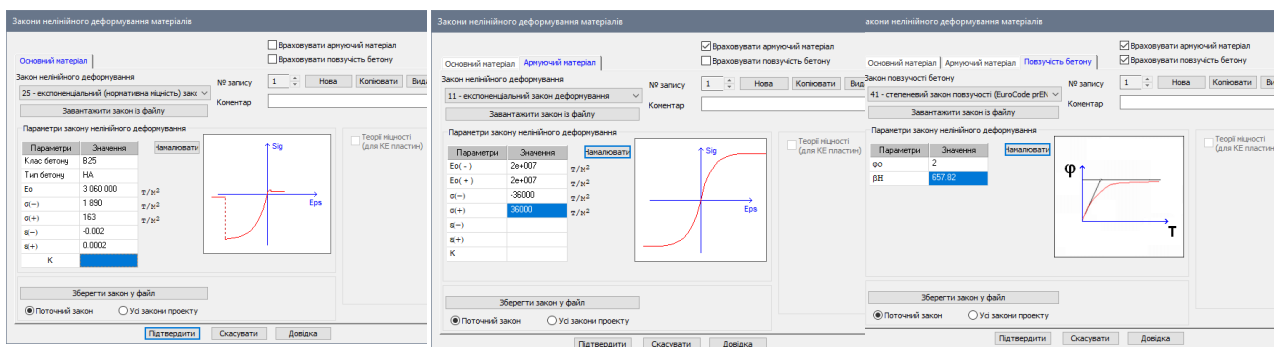 Закони нелінійного деформування матеріалів
Враховувати армуючий матеріал
Враховувати повзучість бетону
Основний матеріал
Закон нелінійного деформування
№ запису
1
Нова
Копіювати
25 - експоненціальний (нормативна міцність) закс
Коментар
Завантажити закон із файлу
Параметри закону нелінійного деформування
Параметри Значення
Намалювати
Теорії міцності
(для КЕ пластин)
Клас бетону B25
Тип бетону HA
Eo 3 060 000 т/м²
σ(−) 1 890 т/м²
σ(+) 163 т/м²
ε(−) -0.002
ε(+) 0.0002
K
Sig
Eps
Зберегти закон у файл
Поточний закон
Усі закони проекту
Підтвердити
Скасувати
Довідка
Закони нелінійного деформування матеріалів
Враховувати армуючий матеріал
Враховувати повзучість бетону
Основний матеріал
Армуючий матеріал
Закон нелінійного деформування
№ запису
1
Нова
Копіювати
Вида
11 - експоненціальний закон деформування
Коментар
Завантажити закон із файлу
Параметри закону нелінійного деформування
Параметри Значення
Намалювати
Теорії міцності
(для КЕ пластин)
Eo( - ) 2e+007 т/м²
Eo( + ) 2e+007 т/м²
σ(−) -36000 т/м²
σ(+) 36000 т/м²
ε(−)
ε(+)
K
Sig
Eps
Зберегти закон у файл
Поточний закон
Усі закони проекту
Підтвердити
Скасувати
Довідка
акони нелінійного деформування матеріалів
Враховувати армуючий матеріал
Враховувати повзучість бетону
Основний матеріал
Армуючий матеріал
Повзучість бетону
Закон повзучості бетону
№ запису
1
Нова
Копіювати
41 - степеневий закон повзучості (EuroCode prEN
Коментар
Завантажити закон із файлу
Параметри закону нелінійного деформування
Параметри Значення
Намалювати
Теорії міцності
(для КЕ пластин)
φo 2
βH 657.82
φ
T
Зберегти закон у файл
Поточний закон
Усі закони проекту
Підтвердити
Скасувати
Довідка